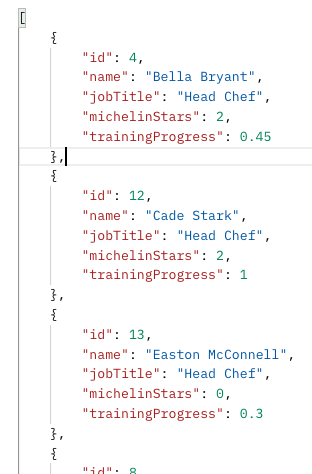 [
{
"id": 4,
"name": "Bella Bryant",
"jobTitle": "Head Chef",
"michelinStars": 2,
"trainingProgress": 0.45
},
{
"id": 12,
"name": "Cade Stark",
"jobTitle": "Head Chef",
"michelinStars": 2,
"trainingProgress": 1
},
{
"id": 13,
"name": "Easton McConnell",
"jobTitle": "Head Chef",
"michelinStars": 0,
"trainingProgress": 0.3
},
{
"id": 8